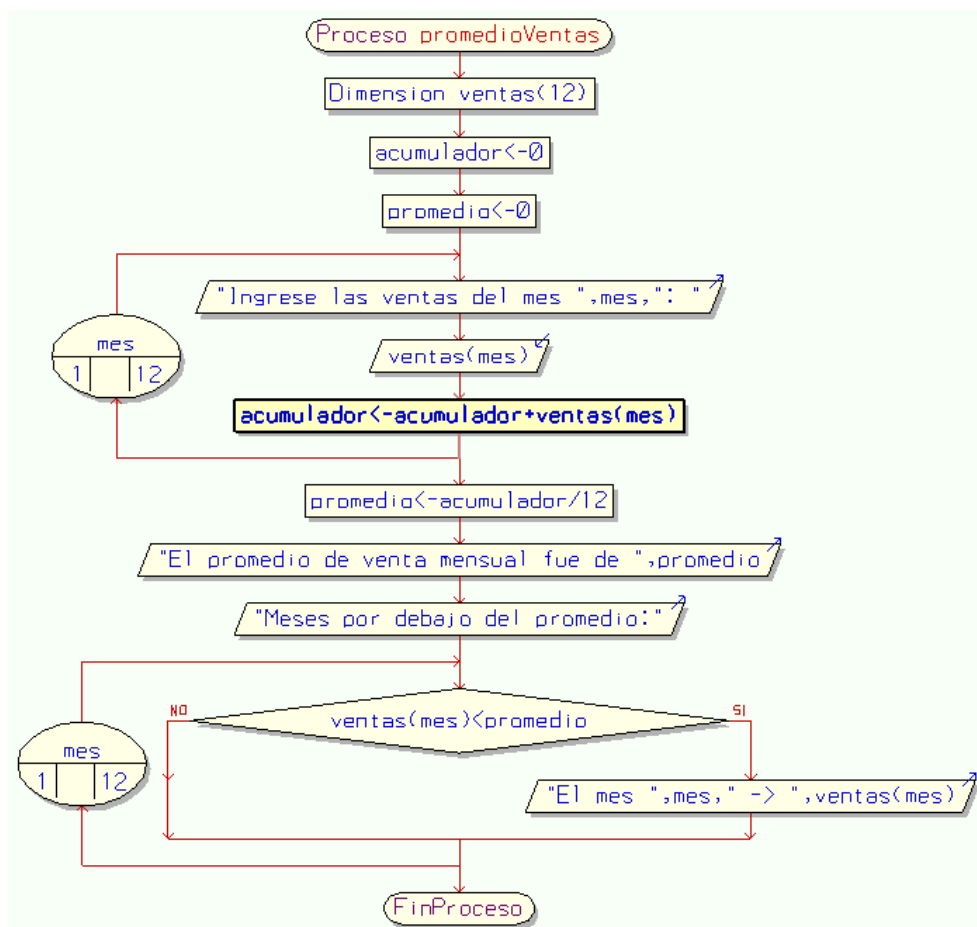 Proceso promedioVentas
Dimension ventas(12)
acumulador<-0
promedio<-0
"Ingrese las ventas del mes ",mes,": "
mes
1 12
ventas(mes)
acumulador<-acumulador+ventas(mes)
promedio<-acumulador/12
"El promedio de venta mensual fue de ",promedio
"Meses por debajo del promedio:"
NO
SI
ventas(mes)<promedio
mes
1 12
"El mes ",mes," -> ",ventas(mes)
FinProceso